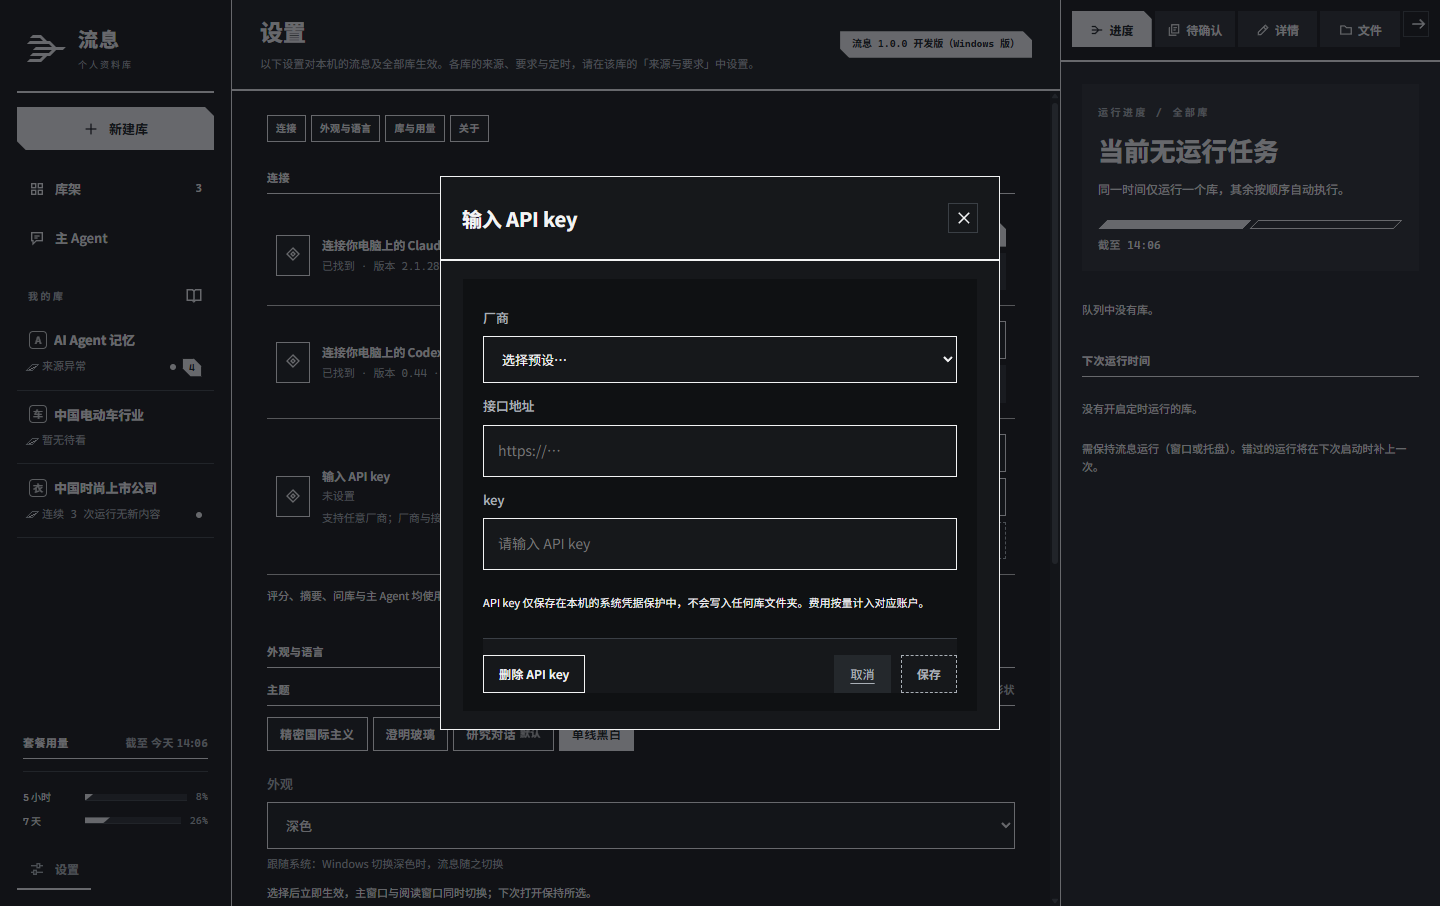 流息
个人资料库
新建库
库架 3
主 Agent
我的库
A AI Agent 记忆
来源异常 4
车 中国电动车行业
暂无待看
衣 中国时尚上市公司
连续 3 次运行无新内容
套餐用量 截至 今天 14:06
5 小时 8%
7 天 26%
设置
设置
以下设置对本机的流息及全部库生效。各库的来源、要求与定时，请在该库的「来源与要求」中设置。
流息 1.0.0 开发版（Windows 版）
连接 外观与语言 库与用量 关于
连接
连接你电脑上的 Claud
已找到 · 版本 2.1.28
连接你电脑上的 Codex
已找到 · 版本 0.44 ·
输入 API key
未设置
支持任意厂商；厂商与接
评分、摘要、问库与主 Agent 均使用
外观与语言
主题 状
精密国际主义 澄明玻璃 研究对话 默认 单线黑白
外观
深色
跟随系统：Windows 切换深色时，流息随之切换
选择后立即生效，主窗口与阅读窗口同时切换；下次打开保持所选。
输入 API key
厂商
选择预设…
接口地址
https://…
key
请输入 API key
API key 仅保存在本机的系统凭据保护中，不会写入任何库文件夹。费用按量计入对应账户。
删除 API key 取消 保存
进度 待确认 详情 文件
运行进度 / 全部库
当前无运行任务
同一时间仅运行一个库，其余按顺序自动执行。
截至 14:06
队列中没有库。
下次运行时间
没有开启定时运行的库。
需保持流息运行（窗口或托盘）。错过的运行将在下次启动时补上一
次。